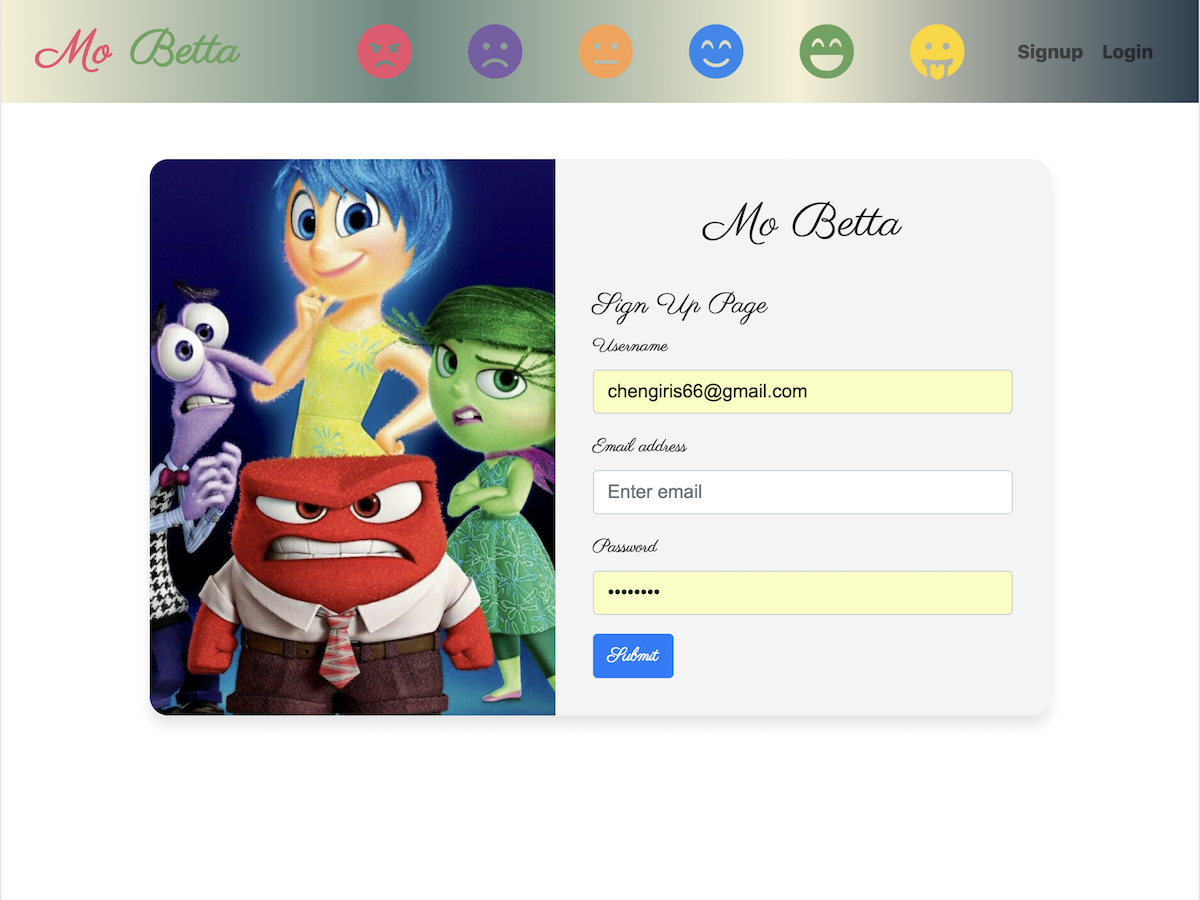 Mo Betta
Signup Login
Mo Betta
Sign Up Page
Username
chengiris66@gmail.com
Email address
Enter email
Password
••••••••
Submit